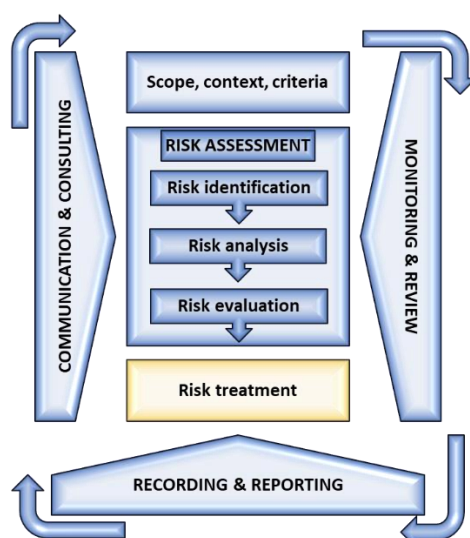 Scope, context, criteria
RISK ASSESSMENT
Risk identification
Risk analysis
Risk evaluation
Risk treatment
COMMUNICATION & CONSULTING
MONITORING & REVIEW
RECORDING & REPORTING